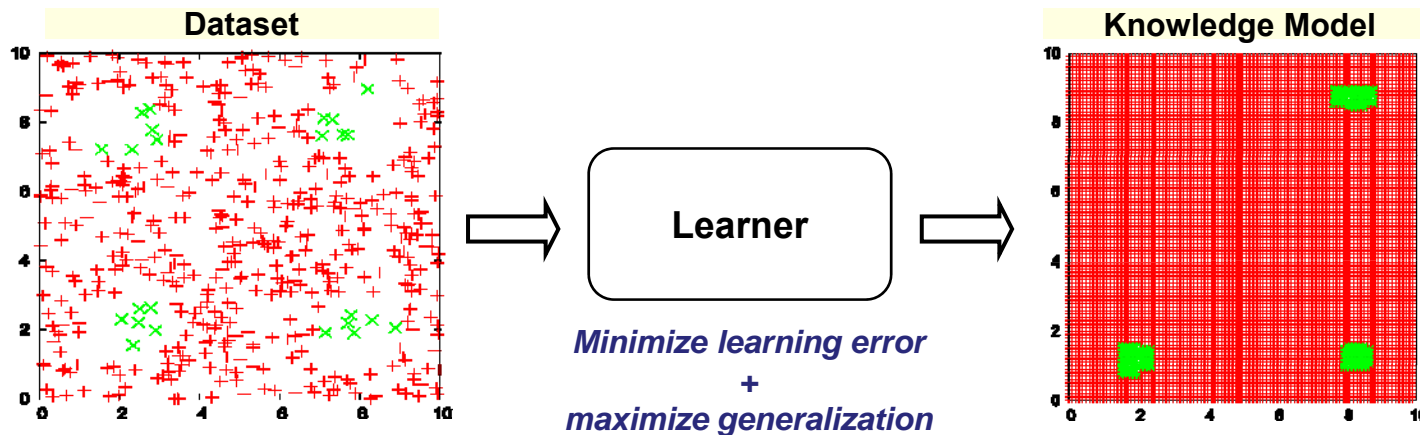 Dataset
Knowledge Model
10
8
6
4
2
0
0 2 4 6 8 10
Learner
Minimize learning error
+
maximize generalization
10
8
6
4
2
0
0 2 4 6 8 10